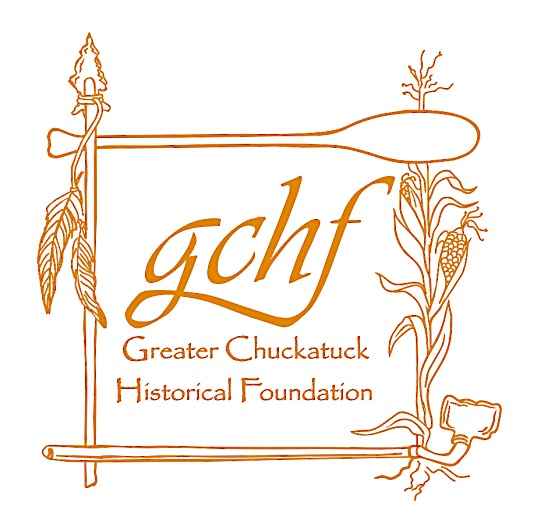 gchf
Greater Chuckatuck
Historical Foundation